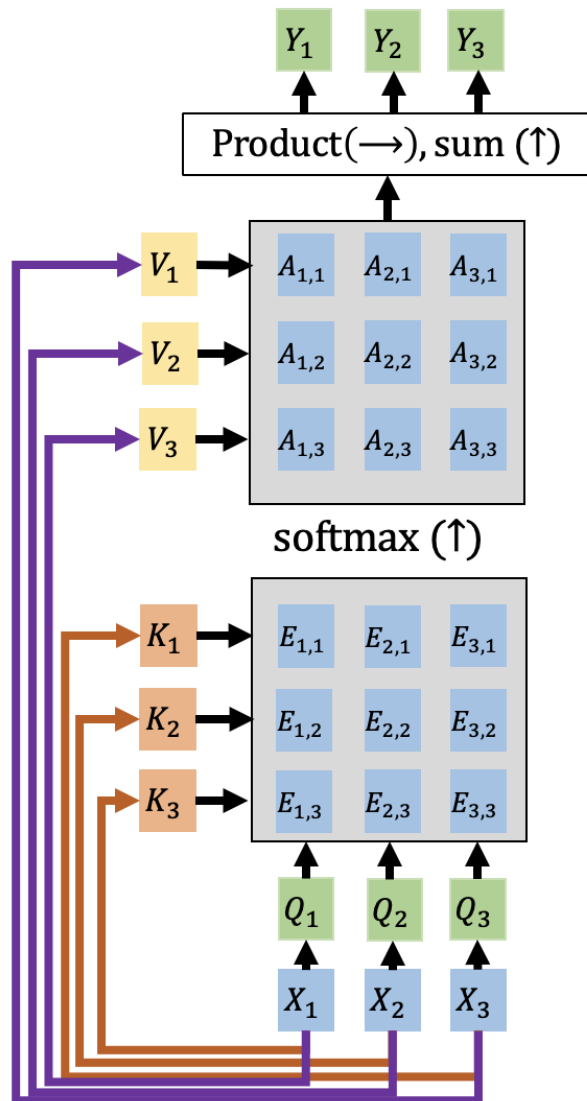 Y₁ Y₂ Y₃
Product(→), sum (↑)
V₁ A₁,₁ A₂,₁ A₃,₁
V₂ A₁,₂ A₂,₂ A₃,₂
V₃ A₁,₃ A₂,₃ A₃,₃
softmax (↑)
K₁ E₁,₁ E₂,₁ E₃,₁
K₂ E₁,₂ E₂,₂ E₃,₂
K₃ E₁,₃ E₂,₃ E₃,₃
Q₁ Q₂ Q₃
X₁ X₂ X₃